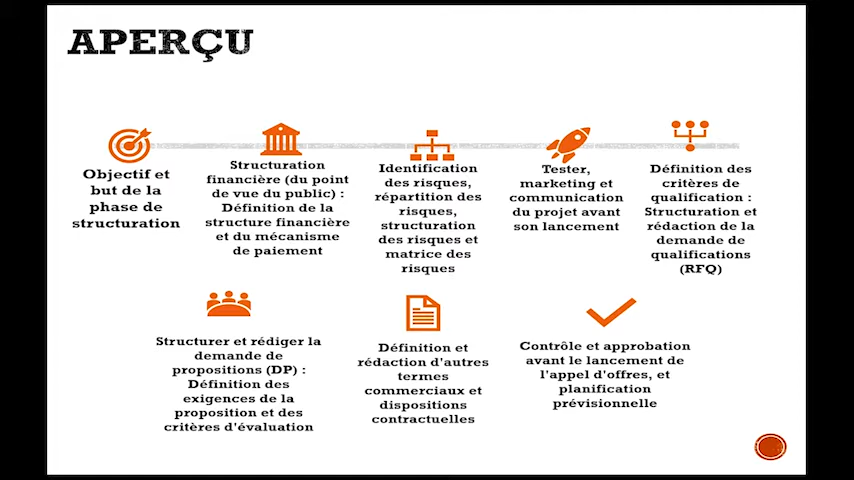 APERÇU
Objectif et
but de la
phase de
structuration
Structuration
financière (du point
de vue du public) :
Définition de la
structure financière
et du mécanisme
de paiement
Identification
des risques,
répartition des
risques,
structuration
des risques et
matrice des
risques
Tester,
marketing et
communication
du projet avant
son lancement
Définition des
critères de
qualification :
Structuration et
rédaction de la
demande de
qualifications
(RFQ)
Structurer et rédiger la
demande de
propositions (DP) :
Définition des
exigences de la
proposition et des
critères d'évaluation
Définition et
rédaction d'autres
termes
commerciaux et
dispositions
contractuelles
Contrôle et approbation
avant le lancement de
l'appel d'offres, et
planification
prévisionnelle